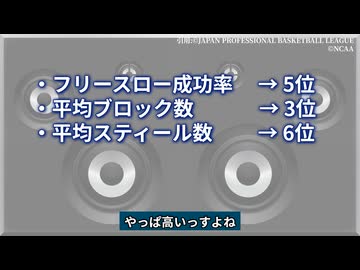 引用:©JAPAN PROFESSIONAL BASKETBALL LEAGUE
©NCAA
・フリースロー成功率 →5位
・平均ブロック数 →3位
・平均スティール数 →6位
やっぱ高いっすよね